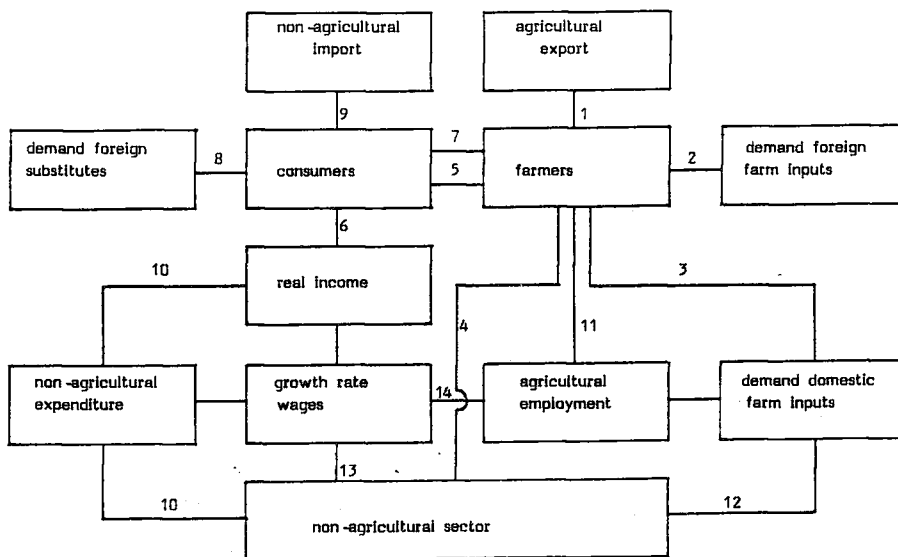 non-agricultural
import
agricultural
export
9
1
demand foreign
substitutes
8
consumers
7
5
farmers
2
demand foreign
farm inputs
6
10
real income
3
4
11
non-agricultural
expenditure
growth rate
wages
14
agricultural
employment
demand domestic
farm inputs
13
10
12
non-agricultural sector